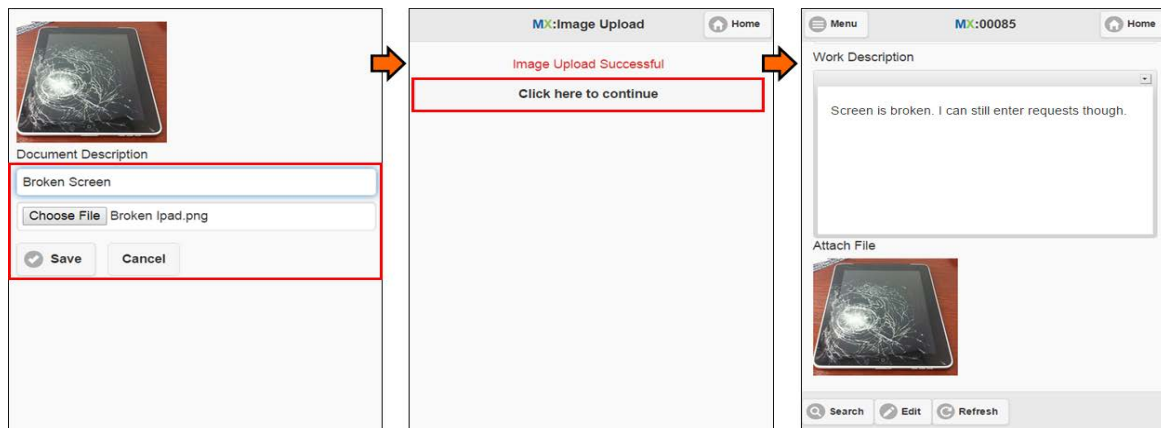 Document Description
Broken Screen
Choose File Broken Ipad.png
Save Cancel
MX:Image Upload Home
Image Upload Successful
Click here to continue
Menu MX:00085 Home
Work Description
Screen is broken. I can still enter requests though.
Attach File
Search Edit Refresh